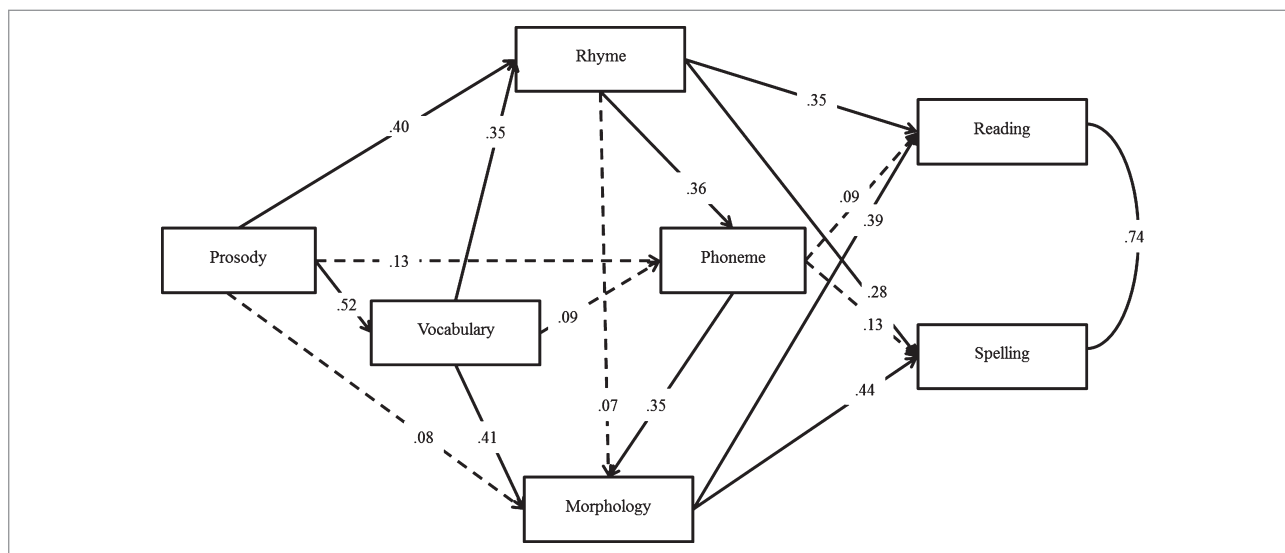 Rhyme
.35
Reading
.40
.35
.36
.09
.39
Prosody
.13
Phoneme
.74
.52
Vocabulary
.09
.28
.13
Spelling
.08
.41
.07
.35
.44
Morphology